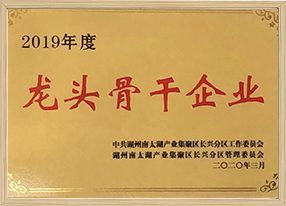 2019年度
龙头骨干企业
中共湖州南太湖产业集聚区长兴分区工作委员会
湖州南太湖产业集聚区长兴分区管理委员会
二〇二〇年三月